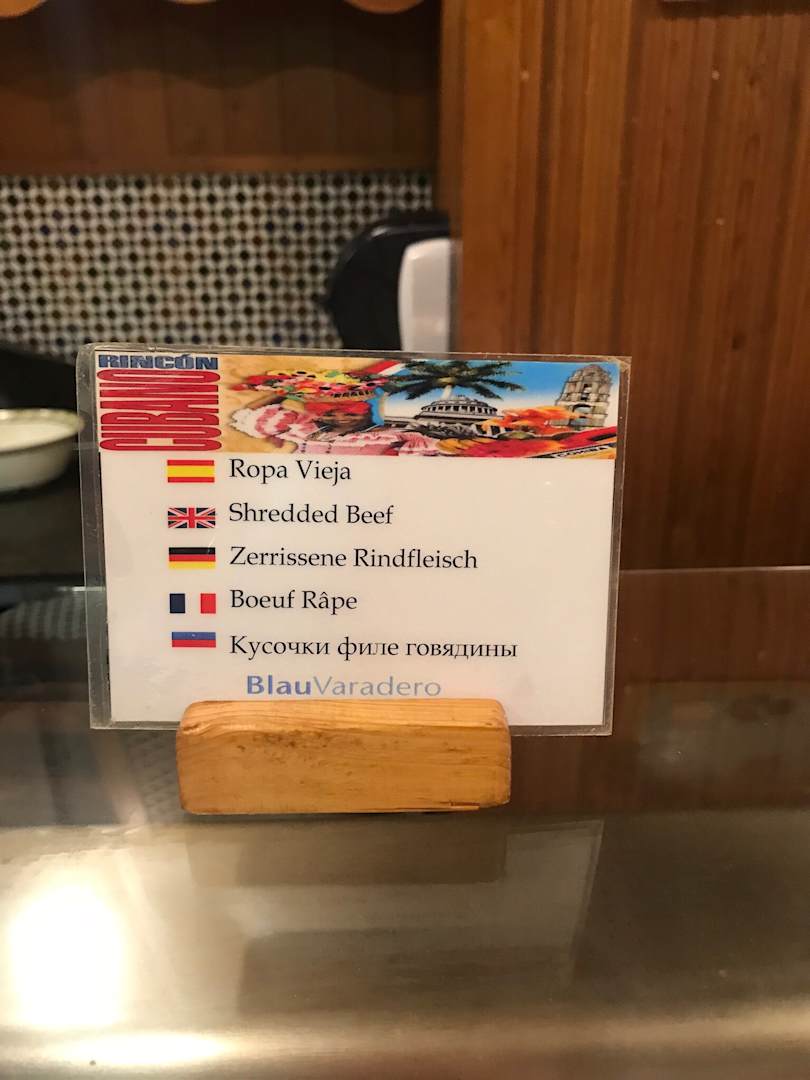 RINCÓN
CUBANO
Ropa Vieja
Shredded Beef
Zerrissene Rindfleisch
Boeuf Râpe
Кусочки филе говядины
BlauVaradero